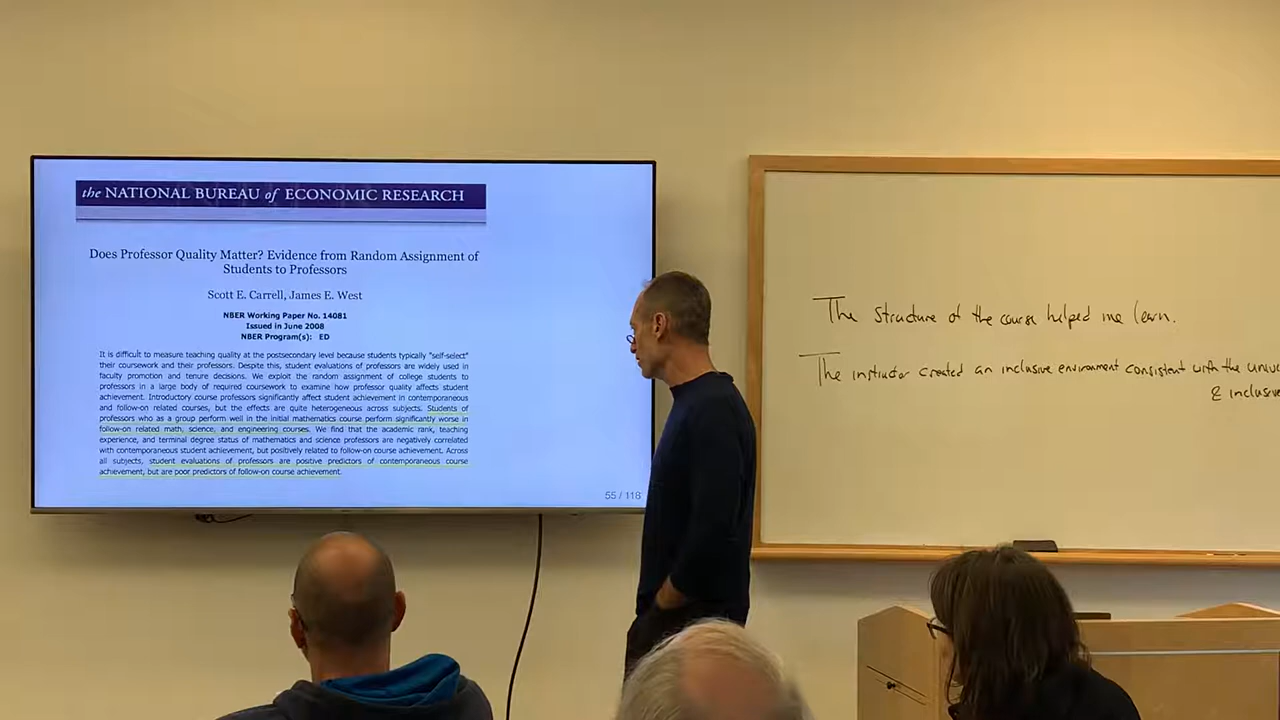 the NATIONAL BUREAU of ECONOMIC RESEARCH
Does Professor Quality Matter? Evidence from Random Assignment of
Students to Professors
Scott E. Carrell, James E. West
NBER Working Paper No. 14081
Issued in June 2008
NBER Program(s): ED
It is difficult to measure teaching quality at the postsecondary level because students typically "self-select"
their coursework and their professors. Despite this, student evaluations of professors are widely used in
faculty promotion and tenure decisions. We exploit the random assignment of college students to
professors in a large body of required coursework to examine how professor quality affects student
achievement. Introductory course professors significantly affect student achievement in contemporaneous
and follow-on related courses, but the effects are quite heterogeneous across subjects. Students of
professors who as a group perform well in the initial mathematics course perform significantly worse in
follow-on related math, science, and engineering courses. We find that the academic rank, teaching
experience, and terminal degree status of mathematics and science professors are negatively correlated
with contemporaneous student achievement, but positively related to follow-on course achievement. Across
all subjects, student evaluations of professors are positive predictors of contemporaneous course
achievement, but are poor predictors of follow-on course achievement.
55 / 118
The structure of the course helped me learn.
The instructor created an inclusive environment consistent with the unive
& inclusive